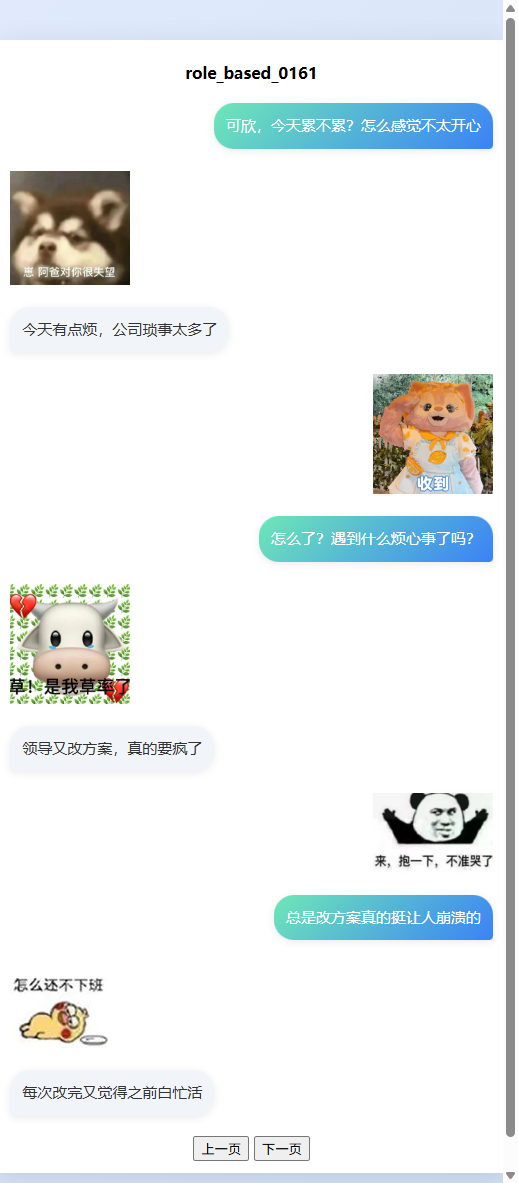 role_based_0161
可欣，今天累不累？怎么感觉不太开心
崽 阿爸对你很失望
今天有点烦，公司琐事太多了
收到
怎么了？遇到什么烦心事了吗？
草！是我草率了
领导又改方案，真的要疯了
来，抱一下，不准哭了
总是改方案真的挺让人崩溃的
怎么还不下班
每次改完又觉得之前白忙活
上一页 下一页